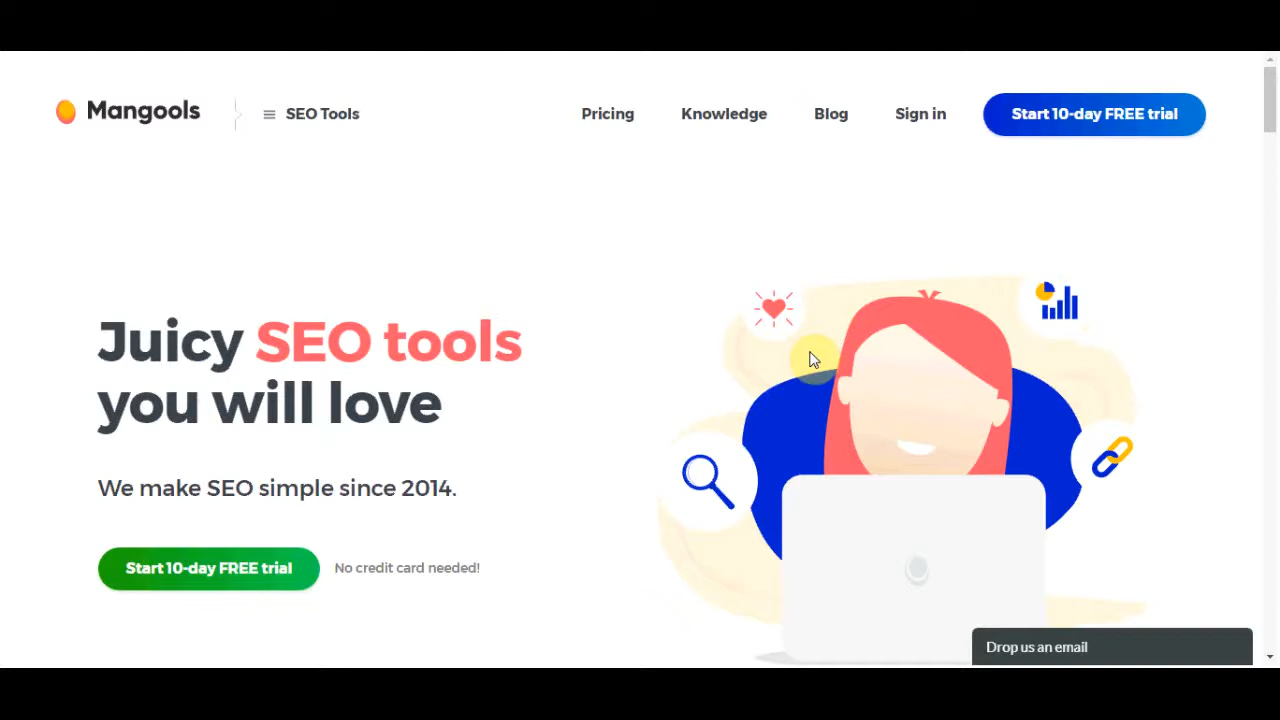 Mangools
SEO Tools
Pricing
Knowledge
Blog
Sign in
Start 10-day FREE trial
Juicy SEO tools
you will love
We make SEO simple since 2014.
Start 10-day FREE trial
No credit card needed!
Drop us an email